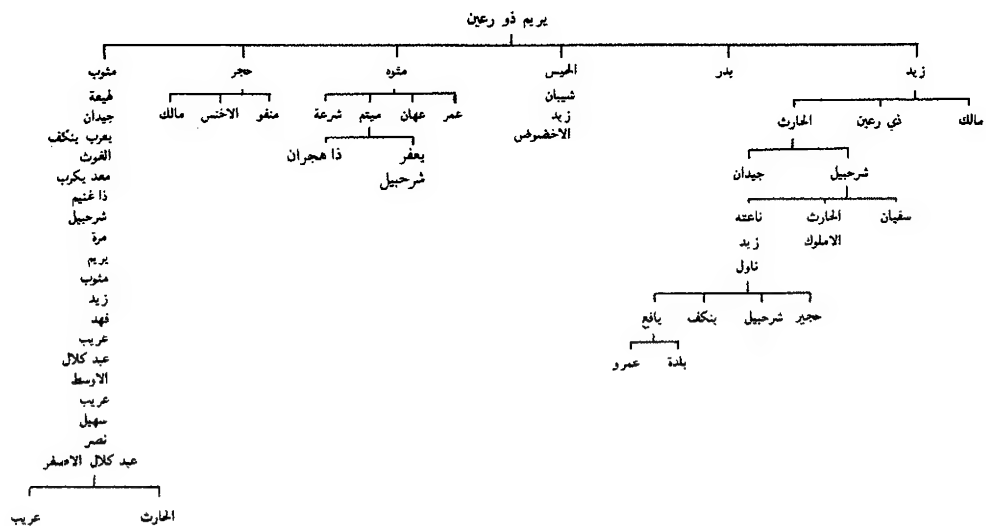 يريم ذو رعين
زيد
بدر
الحيس
مثوه
حجر
مثوب
مالك
ذي رعين
الحارث
شرحبيل
جيدان
سفيان
الحارث
الاملوك
ناعته
زيد
ناول
حجير
شرحبيل
ينكف
يافع
بلدة
عمرو
شيبان
زيد
الاخضوض
عمر
عهان
ميتم
شرعة
يعفر
شرحبيل
ذا هجران
منفو
الاخنس
مالك
لهيعة
جيدان
يعرب ينكف
الغوث
معد يكرب
ذا غنيم
شرحبيل
مرة
يريم
مثوب
زيد
فهد
عريب
عبد كلال
الاوسط
عريب
سهيل
نصر
عبد كلال الاصغر
الحارث
عريب